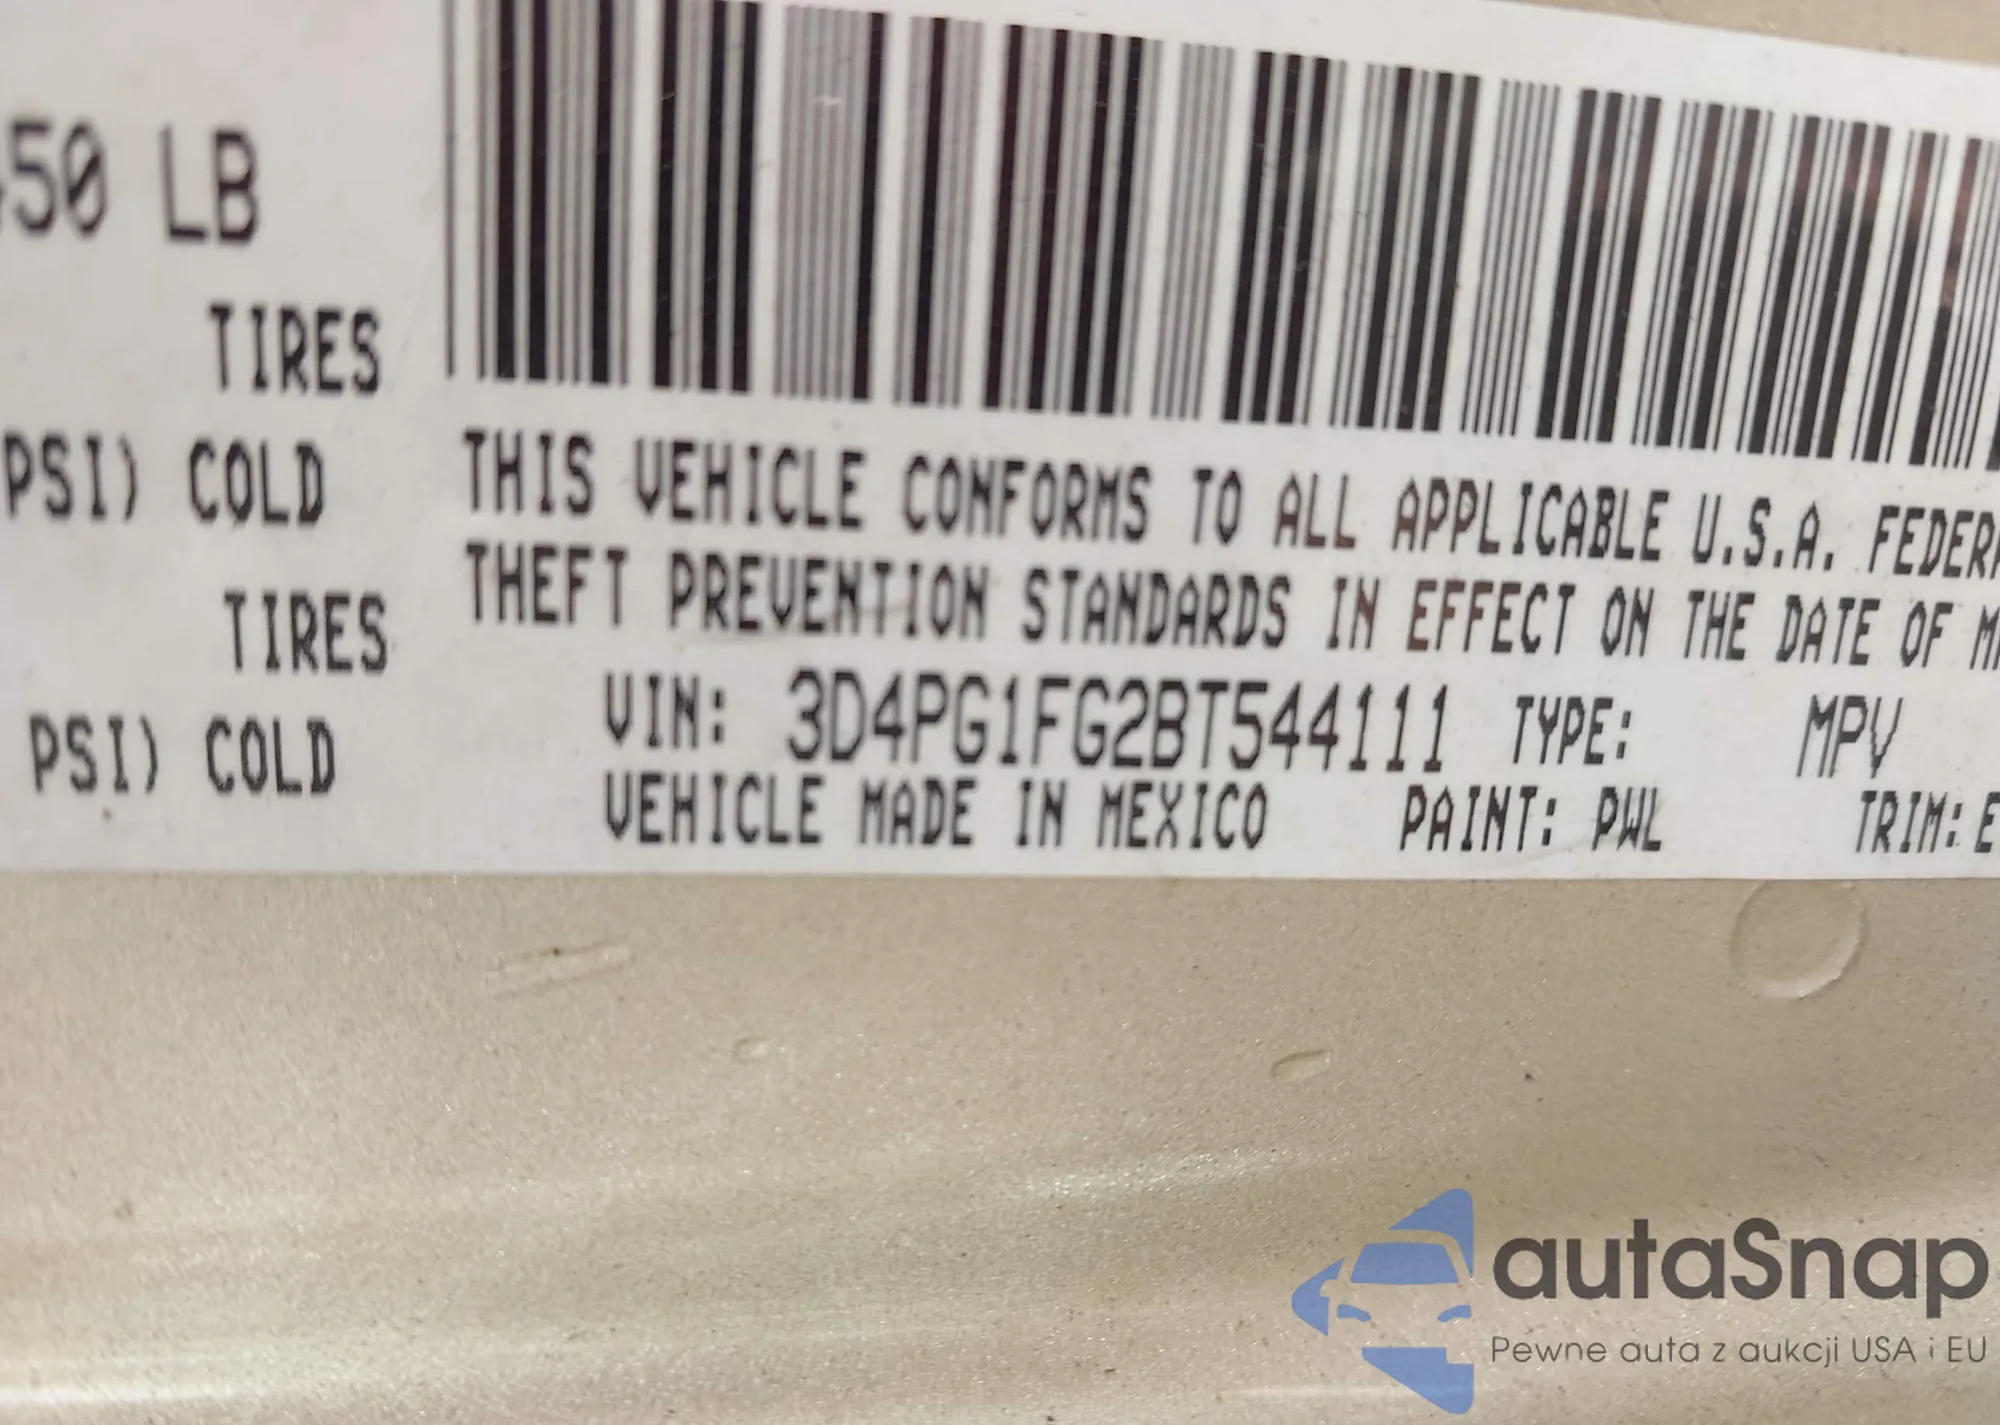 50 LB
TIRES
PSI) COLD
TIRES
PSI) COLD
THIS VEHICLE CONFORMS TO ALL APPLICABLE U.S.A. FEDERA
THEFT PREVENTION STANDARDS IN EFFECT ON THE DATE OF MA
VIN: 3D4PG1FG2BT544111 TYPE: MPV
VEHICLE MADE IN MEXICO PAINT: PWL TRIM: E
autaSnap
Pewne auta z aukcji USA i EU